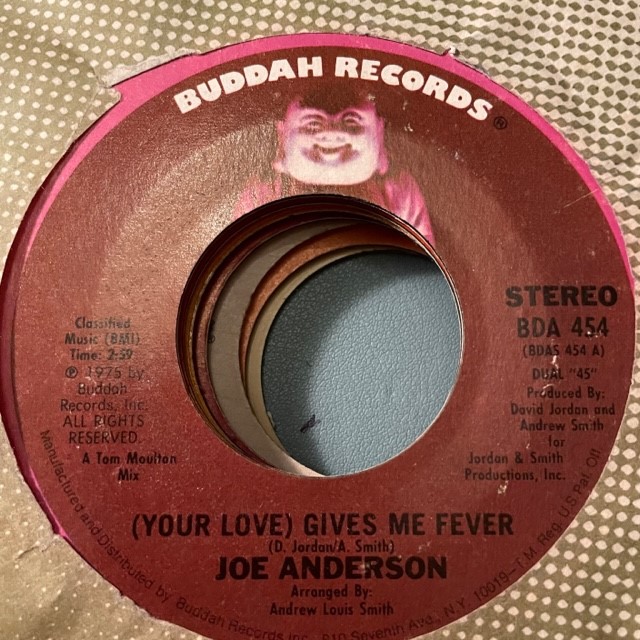 BUDDAH RECORDS®
Classified
Music (BMI)
Time: 2:59
℗ 1975 by
Buddah
Records, Inc.
ALL RIGHTS
RESERVED.
A Tom Moulton
Mix
STEREO
BDA 454
(BDAS 454 A)
DUAL "45"
Produced By:
David Jordan and
Andrew Smith
for
Jordan & Smith
Productions, Inc.
(YOUR LOVE) GIVES ME FEVER
(D. Jordan/A. Smith)
JOE ANDERSON
Arranged By:
Andrew Louis Smith
Manufactured and Distributed by Buddah Records Inc., 810 Seventh Ave., N.Y. 10019—T.M. Reg. U.S. Pat. Off.